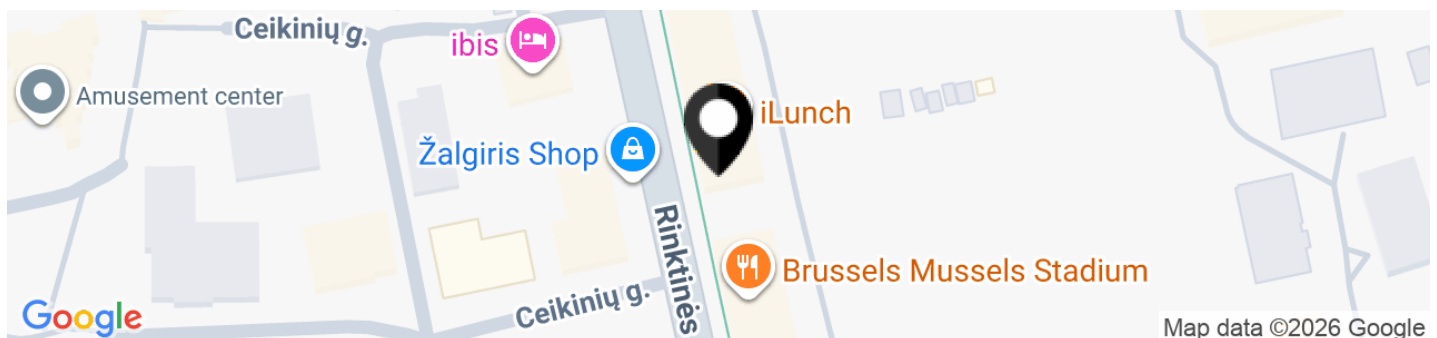 Ceikinių g.
ibis
Amusement center
iLunch
Žalgiris Shop
Rinktinės
Brussels Mussels Stadium
Ceikinių g.
Google
Map data ©2026 Google